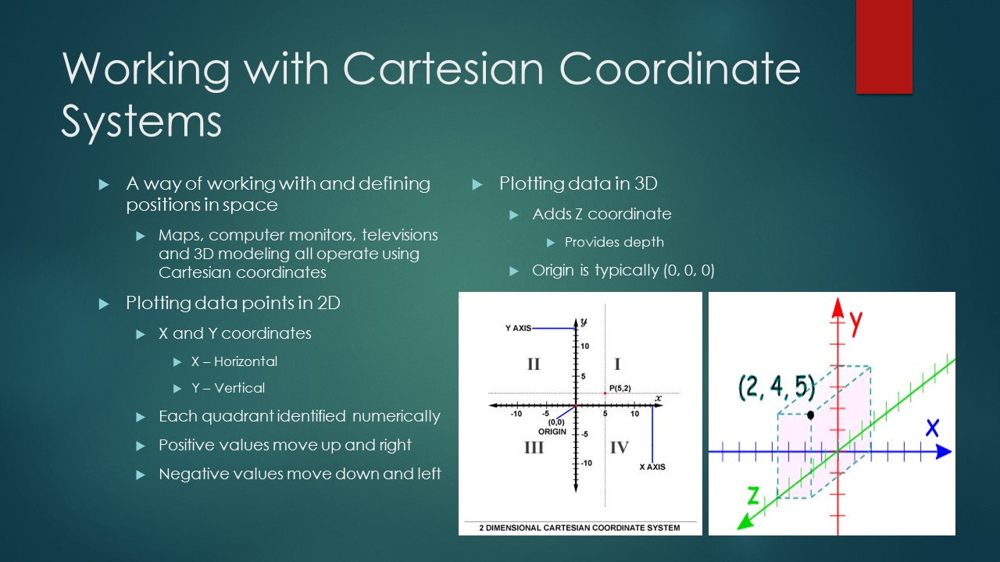 Working with Cartesian Coordinate
Systems
A way of working with and defining
positions in space
Maps, computer monitors, televisions
and 3D modeling all operate using
Cartesian coordinates
Plotting data points in 2D
X and Y coordinates
X – Horizontal
Y – Vertical
Each quadrant identified numerically
Positive values move up and right
Negative values move down and left
Plotting data in 3D
Adds Z coordinate
Provides depth
Origin is typically (0, 0, 0)
y
Y AXIS
10
II
I
5
P(5,2)
x
-10 -5 5 10
(0,0)
ORIGIN
-5
III
IV
-10
X AXIS
2 DIMENSIONAL CARTESIAN COORDINATE SYSTEM
y
(2, 4, 5)
x
z